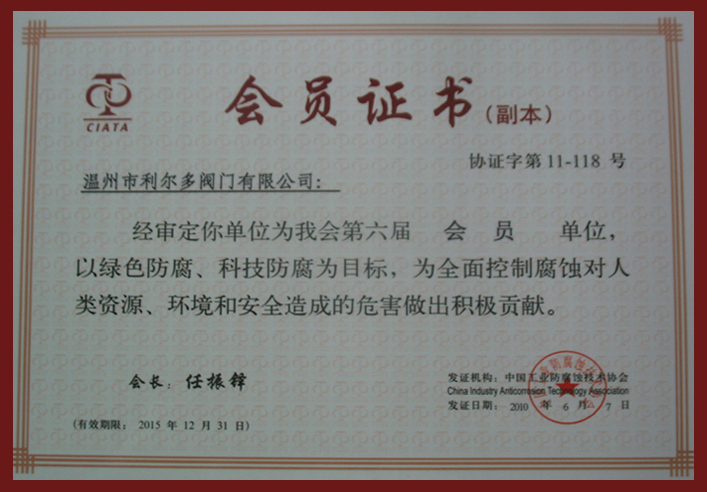 CIATA
会员证书(副本)
协证字第 11-118 号
温州市利尔多阀门有限公司:
经审定你单位为我会第六届 会 员 单位,
以绿色防腐、科技防腐为目标,为全面控制腐蚀对人
类资源、环境和安全造成的危害做出积极贡献。
会长:任振铎
发证机构:中国工业防腐蚀技术协会
China Industry Anticorrosion Technology Association
发证日期: 2010 年 6 月 7 日
(有效期限: 2015 年 12 月 31 日)